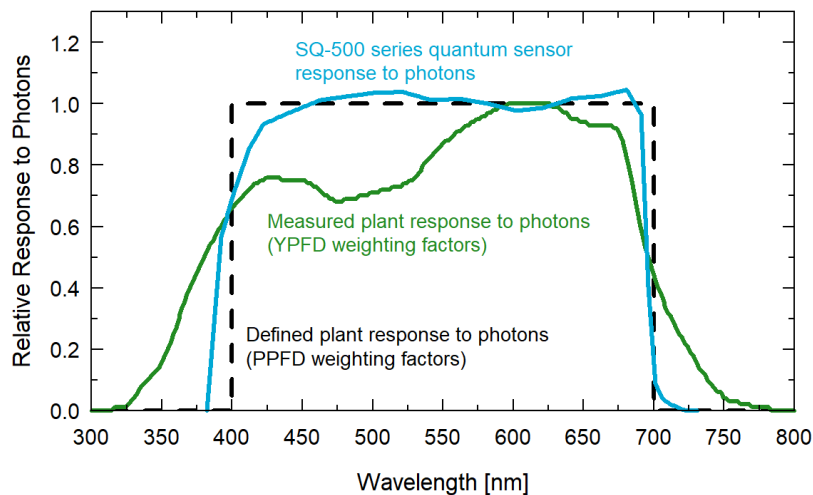 Relative Response to Photons
1.2
1.0
0.8
0.6
0.4
0.2
0.0
SQ-500 series quantum sensor
response to photons
Measured plant response to photons
(YPFD weighting factors)
Defined plant response to photons
(PPFD weighting factors)
300 350 400 450 500 550 600 650 700 750 800
Wavelength [nm]